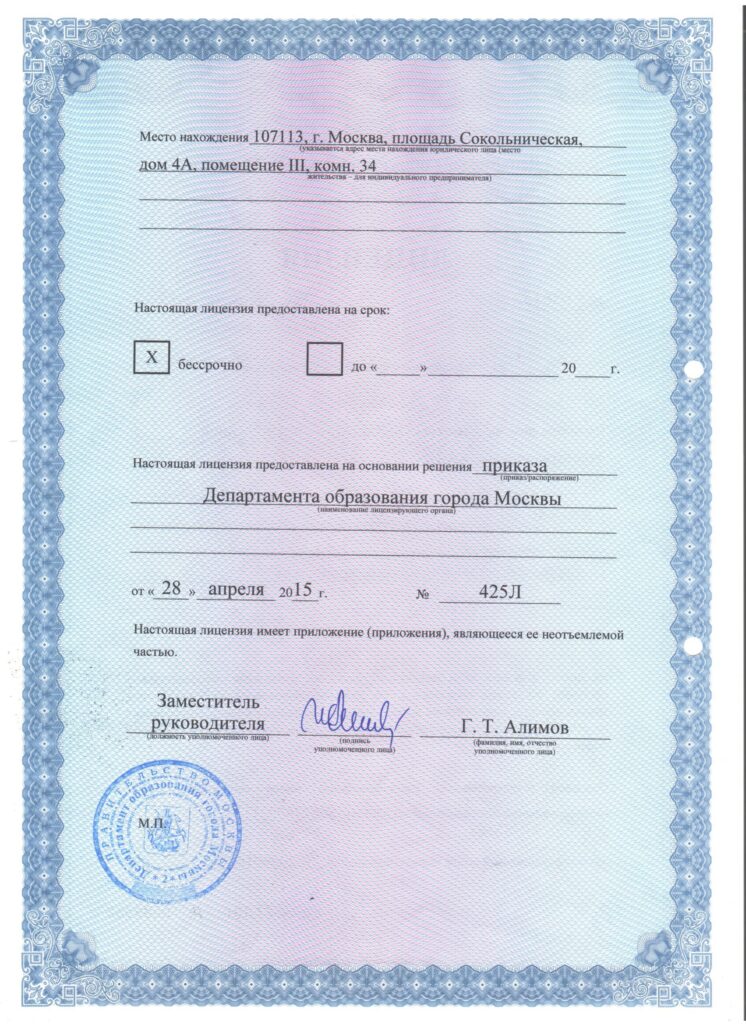 Место нахождения 107113, г. Москва, площадь Сокольническая,
(указывается адрес места нахождения юридического лица (место
дом 4А, помещение III, комн. 34
жительства – для индивидуального предпринимателя)
Настоящая лицензия предоставлена на срок:
X бессрочно до «____»____________ 20____г.
Настоящая лицензия предоставлена на основании решения приказа
(приказ/распоряжение)
Департамента образования города Москвы
(наименование лицензирующего органа)
от «28» апреля 2015 г. № 425Л
Настоящая лицензия имеет приложение (приложения), являющееся ее неотъемлемой
частью.
Заместитель
руководителя
(должность уполномоченного лица)
(подпись
уполномоченного лица)
Г. Т. Алимов
(фамилия, имя, отчество
уполномоченного лица)
М.П.
ПРАВИТЕЛЬСТВО МОСКВЫ
Департамент образования города Москвы
* 2 *